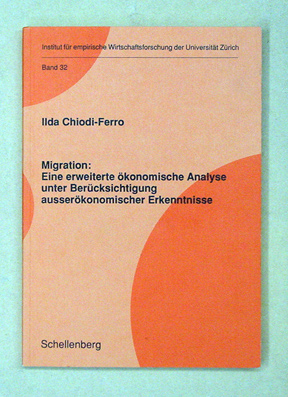 Institut für empirische Wirtschaftsforschung der Universität Zürich
Band 32
Ilda Chiodi-Ferro
Migration:
Eine erweiterte ökonomische Analyse
unter Berücksichtigung
ausserökonomischer Erkenntnisse
Schellenberg